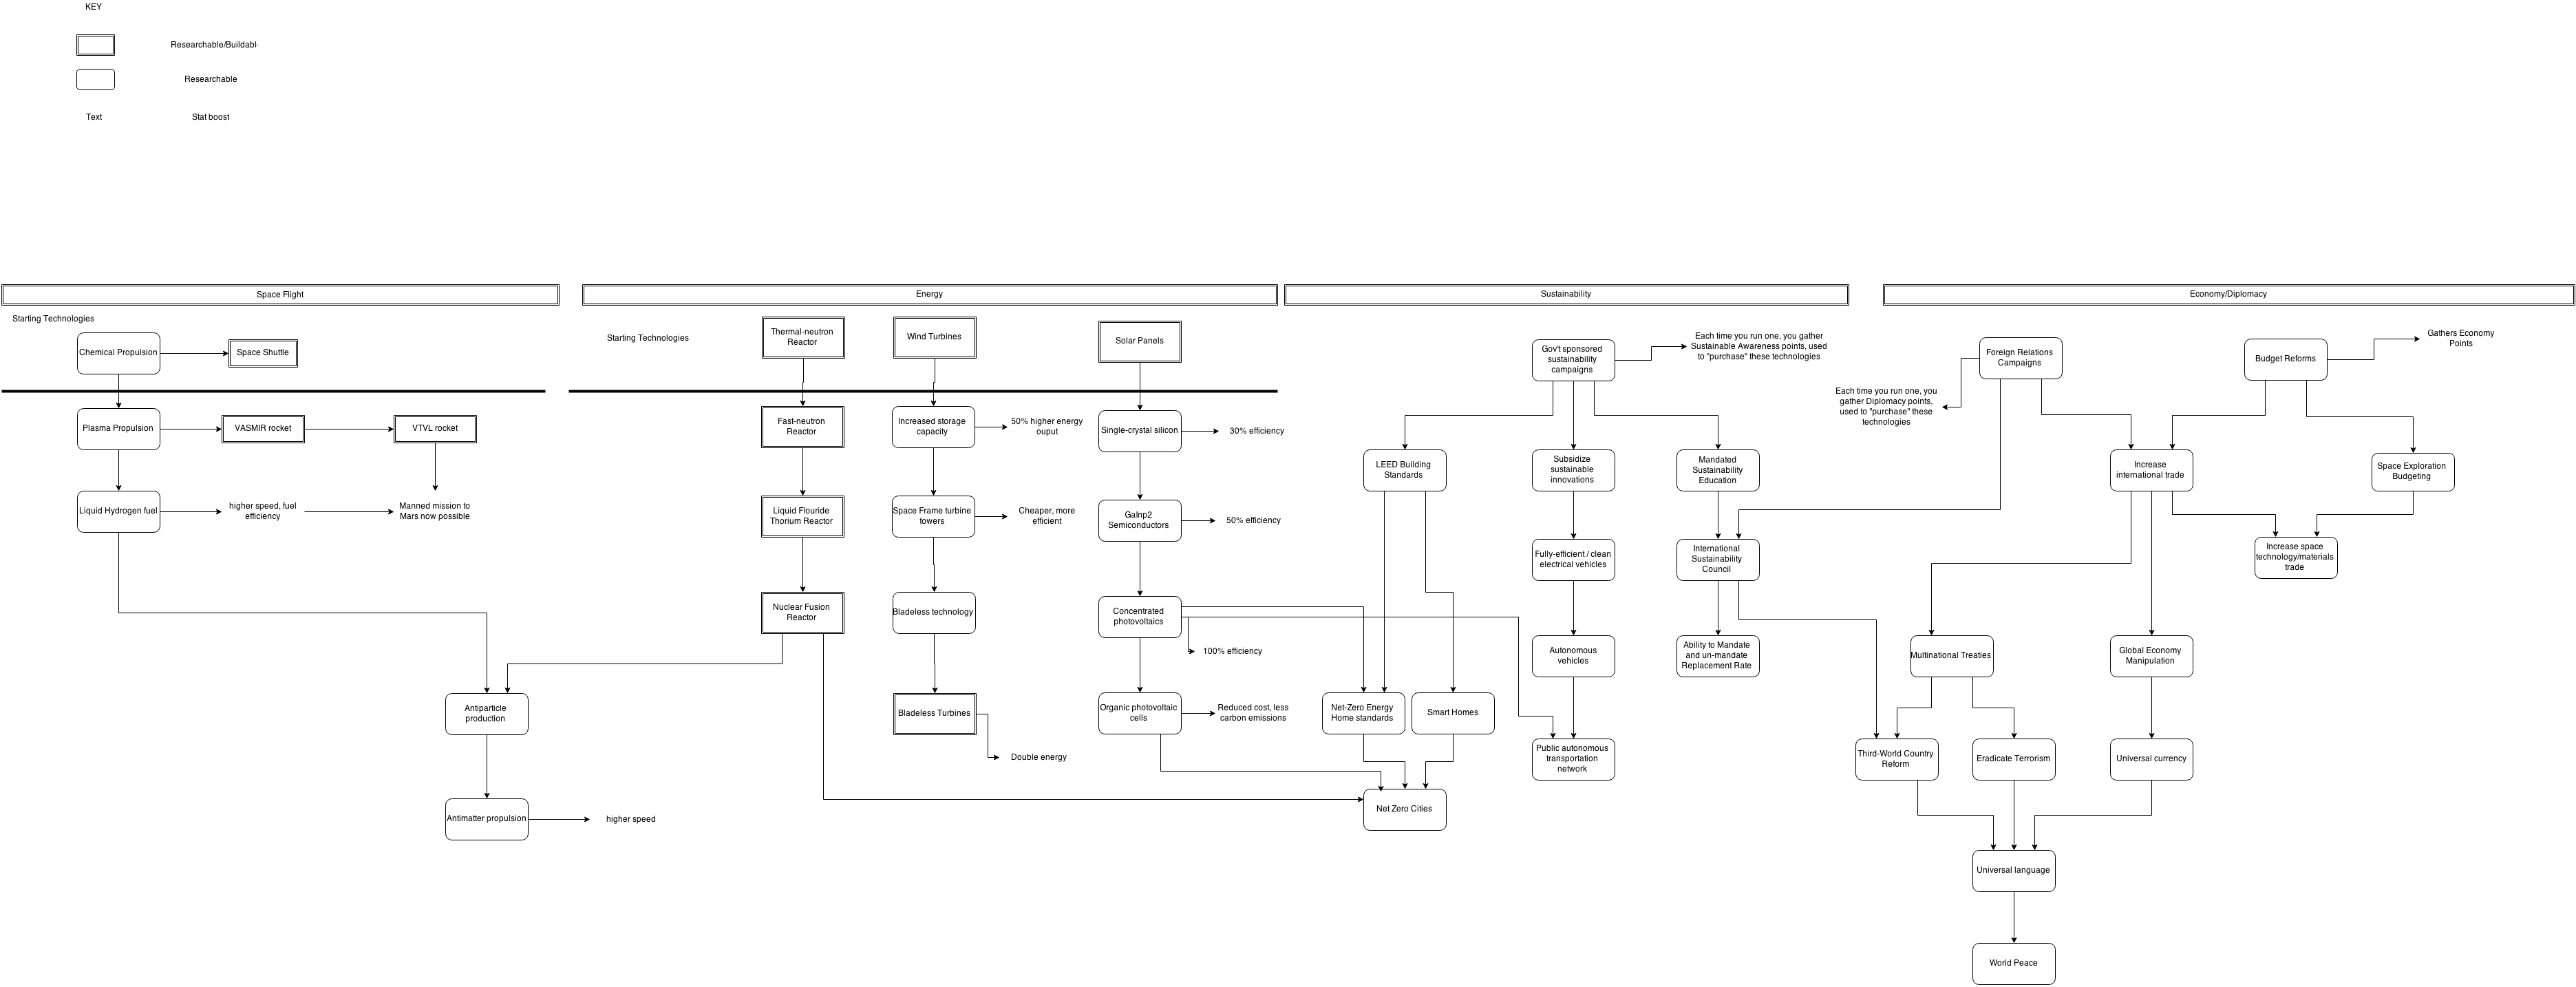 KEY
Researchable/Buildabl
Researchable
Text
Stat boost
Space Flight
Energy
Sustainability
Economy/Diplomacy
Starting Technologies
Chemical Propulsion
Space Shuttle
Plasma Propulsion
VASMIR rocket
VTVL rocket
Liquid Hydrogen fuel
higher speed, fuel
efficiency
Manned mission to
Mars now possible
Antiparticle
production
Antimatter propulsion
higher speed
Starting Technologies
Thermal-neutron
Reactor
Wind Turbines
Solar Panels
Fast-neutron
Reactor
Increased storage
capacity
50% higher energy
ouput
Single-crystal silicon
30% efficiency
Liquid Flouride
Thorium Reactor
Space Frame turbine
towers
Cheaper, more
efficient
GaInp2
Semiconductors
50% efficiency
Nuclear Fusion
Reactor
Bladeless technology
Concentrated
photovoltaics
100% efficiency
Bladeless Turbines
Double energy
Organic photovoltaic
cells
Reduced cost, less
carbon emissions
Gov't sponsored
sustainability
campaigns
Each time you run one, you gather
Sustainable Awareness points, used
to "purchase" these technologies
LEED Building
Standards
Subsidize
sustainable
innovations
Mandated
Sustainability
Education
Fully-efficient / clean
electrical vehicles
International
Sustainability
Council
Autonomous
vehicles
Ability to Mandate
and un-mandate
Replacement Rate
Net-Zero Energy
Home standards
Smart Homes
Public autonomous
transportation
network
Net Zero Cities
Foreign Relations
Campaigns
Each time you run one, you
gather Diplomacy points,
used to "purchase" these
technologies
Budget Reforms
Gathers Economy
Points
Increase
international trade
Space Exploration
Budgeting
Increase space
technology/materials
trade
Multinational Treaties
Global Economy
Manipulation
Third-World Country
Reform
Eradicate Terrorism
Universal currency
Universal language
World Peace